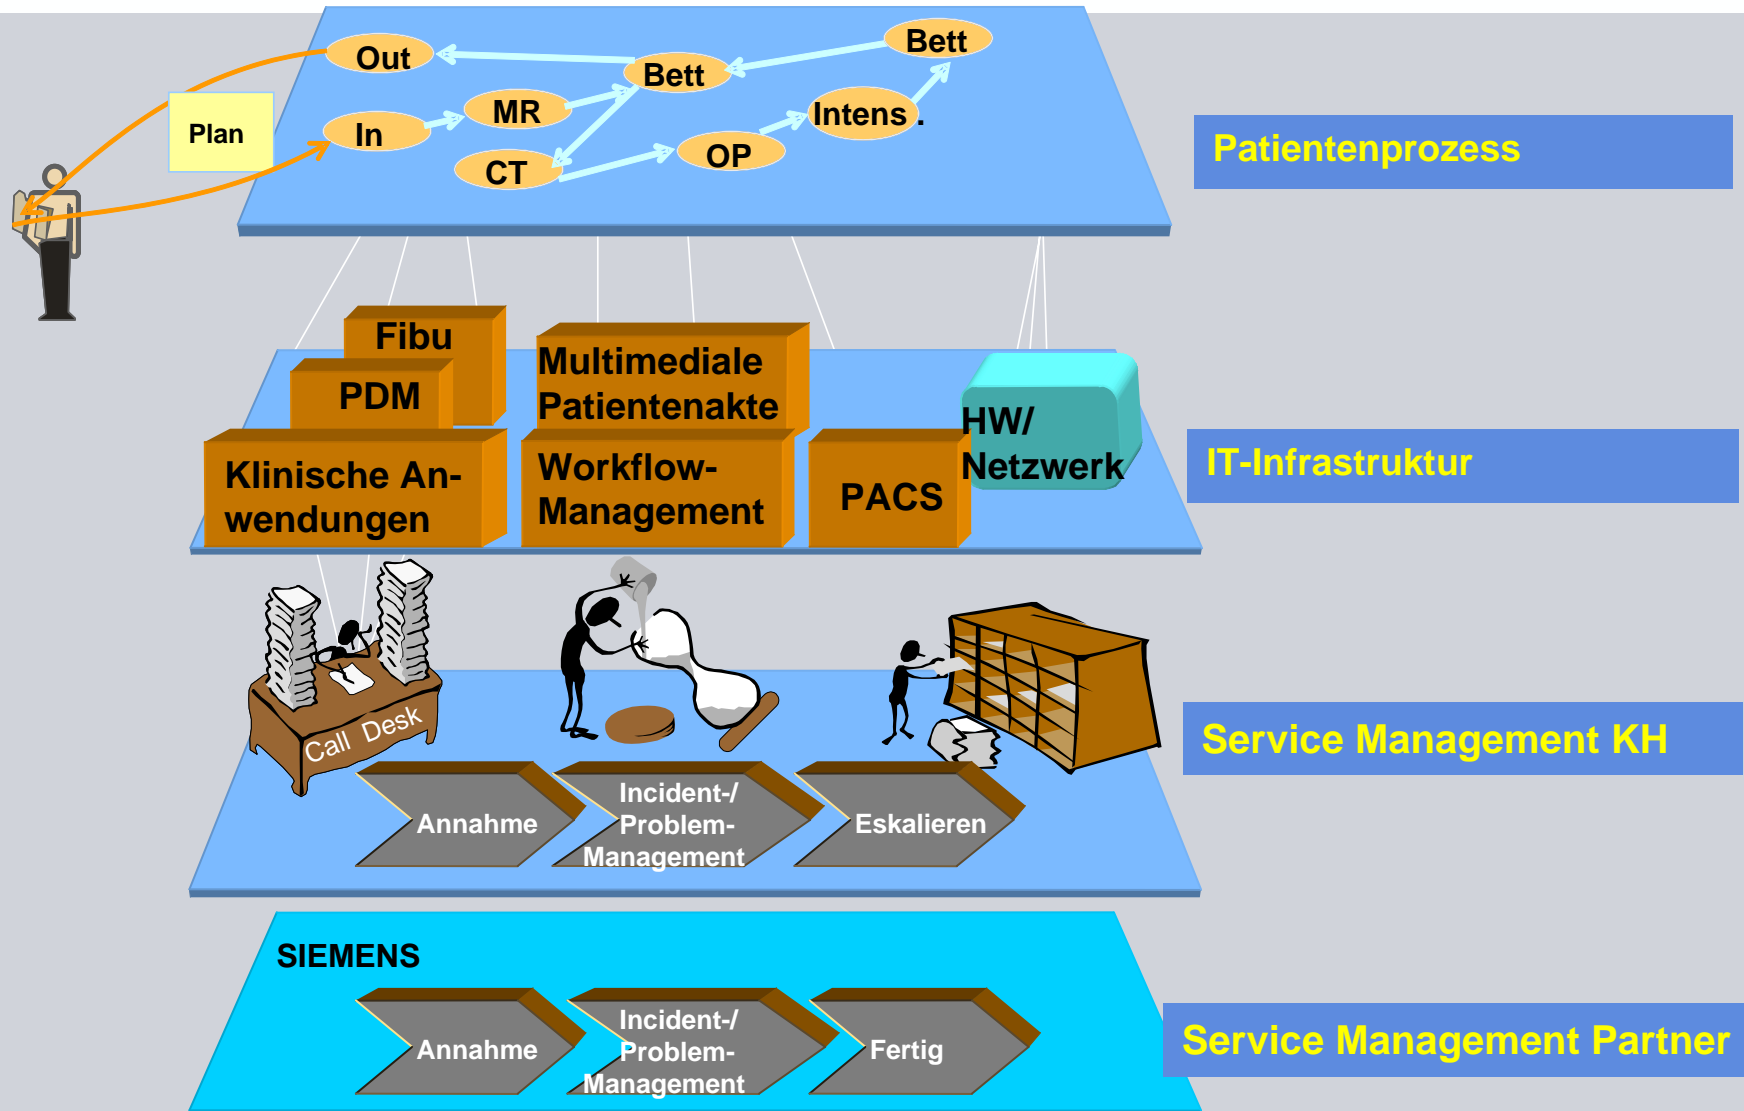 Out
Bett
Bett
Plan
In
MR
Intens .
CT
OP
Patientenprozess
Fibu
PDM
Multimediale
Patientenakte
HW/
Netzwerk
Klinische An-
wendungen
Workflow-
Management
PACS
IT-Infrastruktur
Call Desk
Service Management KH
Annahme
Incident-/
Problem-
Management
Eskalieren
SIEMENS
Annahme
Incident-/
Problem-
Management
Fertig
Service Management Partner